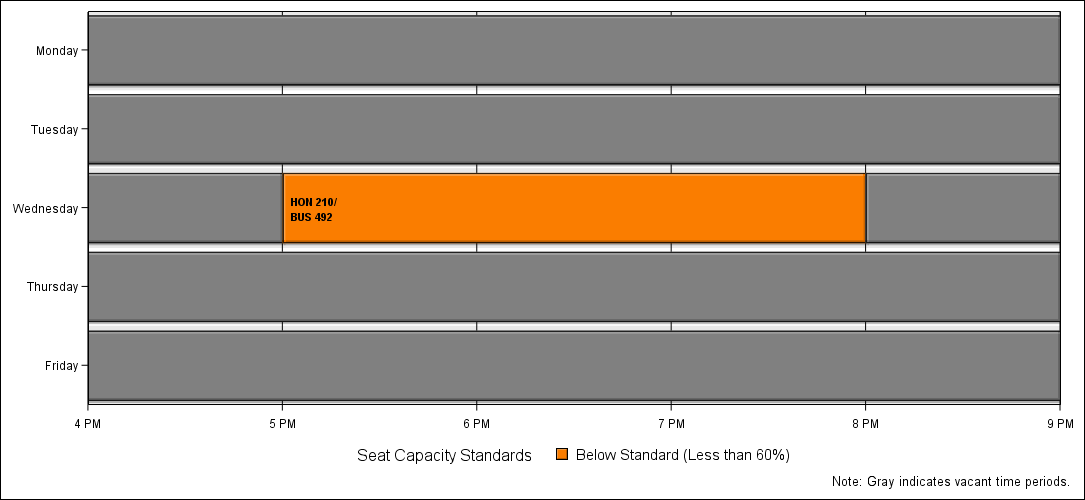 Monday
Tuesday
Wednesday
HON 210/
BUS 492
Thursday
Friday
4 PM 5 PM 6 PM 7 PM 8 PM 9 PM
Seat Capacity Standards Below Standard (Less than 60%)
Note: Gray indicates vacant time periods.